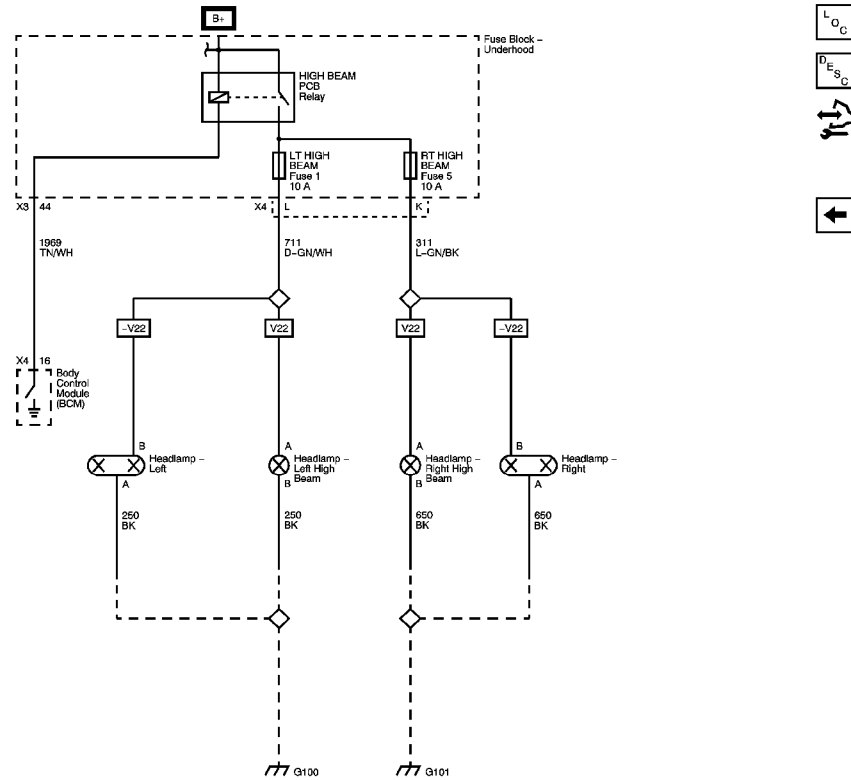 B+
LOC
Fuse Block –
Underhood
DESC
HIGH BEAM
PCB
Relay
LT HIGH
BEAM
Fuse 1
10 A
RT HIGH
BEAM
Fuse 5
10 A
X3 44
X4 L
K
1969
TN/WH
711
D–GN/WH
311
L–GN/BK
–V22
V22
V22
–V22
X4 16
Body
Control
Module
(BCM)
B
A
A
B
Headlamp –
Left
Headlamp –
Left High
Beam
Headlamp –
Right High
Beam
Headlamp –
Right
A
B
B
A
250
BK
250
BK
650
BK
650
BK
G100
G101